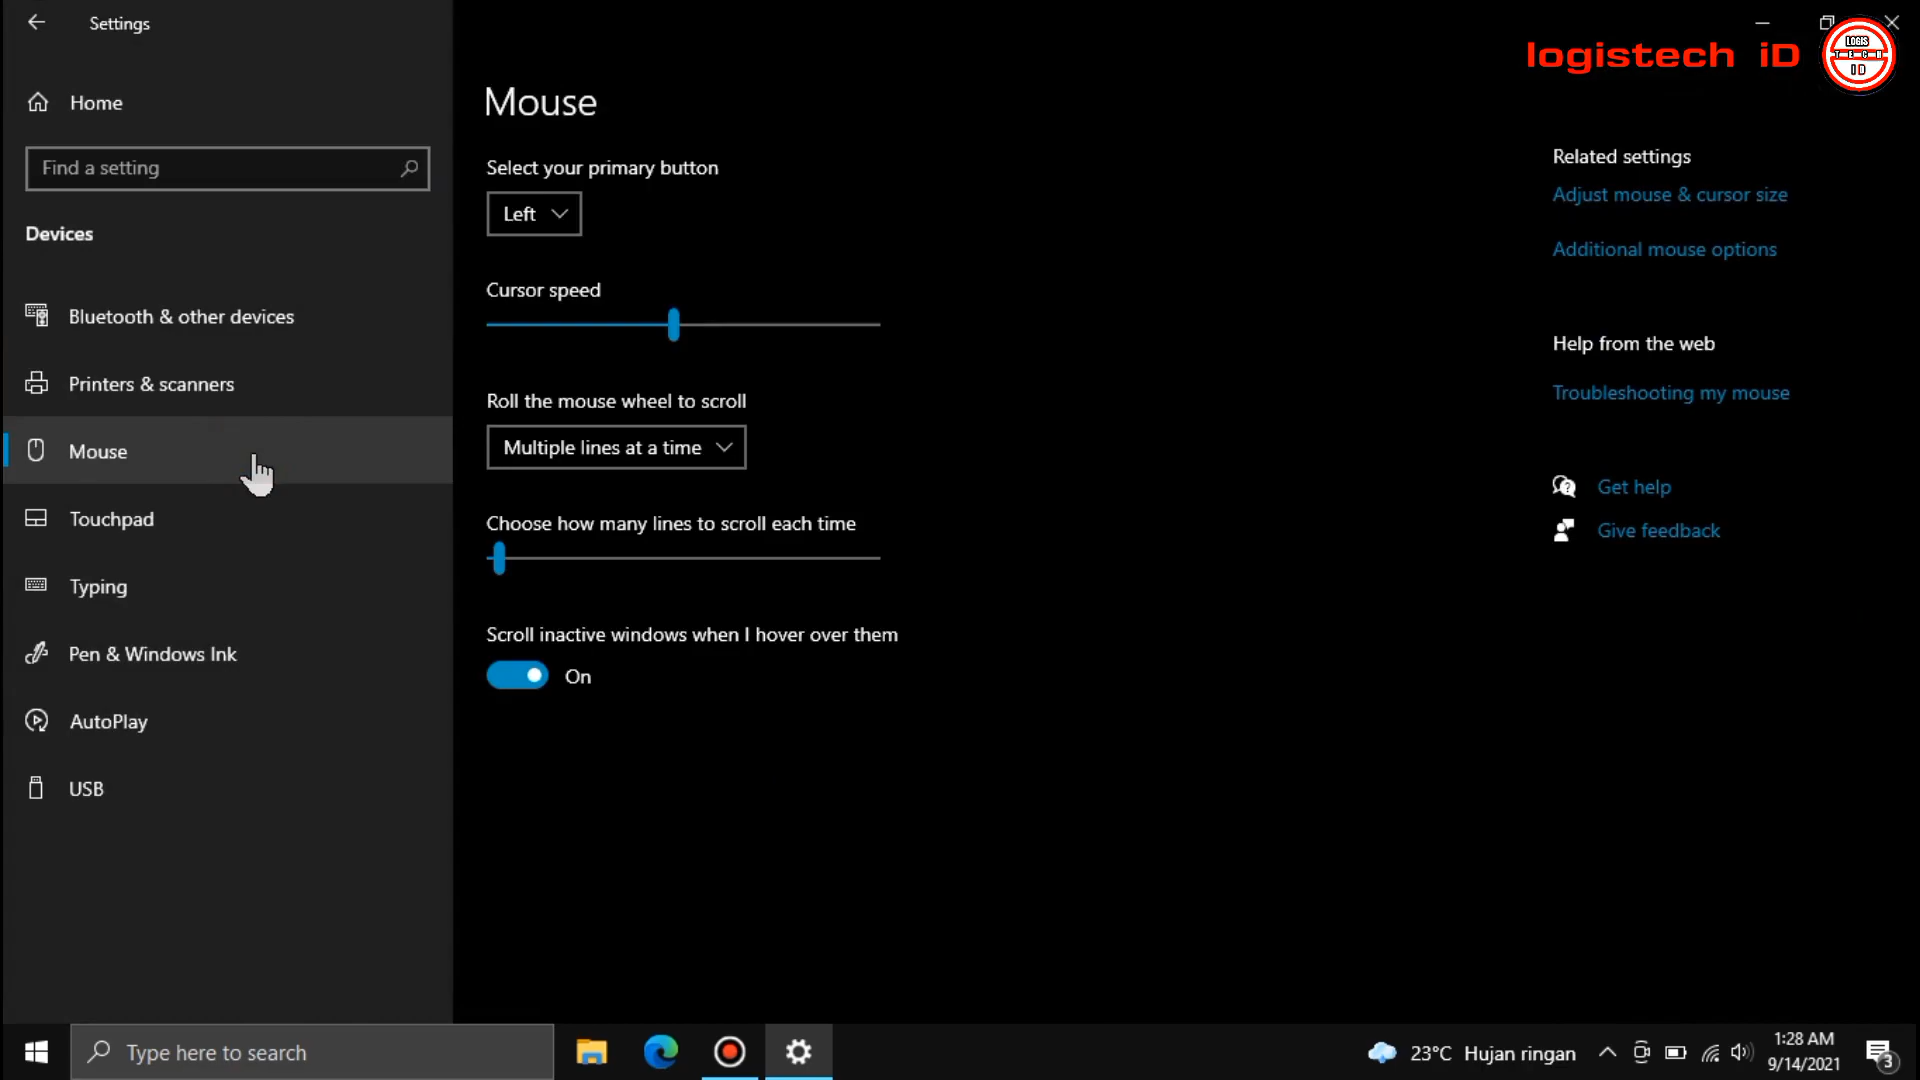 Settings
logistech iD
LOGIS
TECH
ID
Home
Find a setting
Devices
Bluetooth & other devices
Printers & scanners
Mouse
Touchpad
Typing
Pen & Windows Ink
AutoPlay
USB
Mouse
Select your primary button
Left
Cursor speed
Roll the mouse wheel to scroll
Multiple lines at a time
Choose how many lines to scroll each time
Scroll inactive windows when I hover over them
On
Related settings
Adjust mouse & cursor size
Additional mouse options
Help from the web
Troubleshooting my mouse
Get help
Give feedback
Type here to search
23°C Hujan ringan
1:28 AM
9/14/2021
3